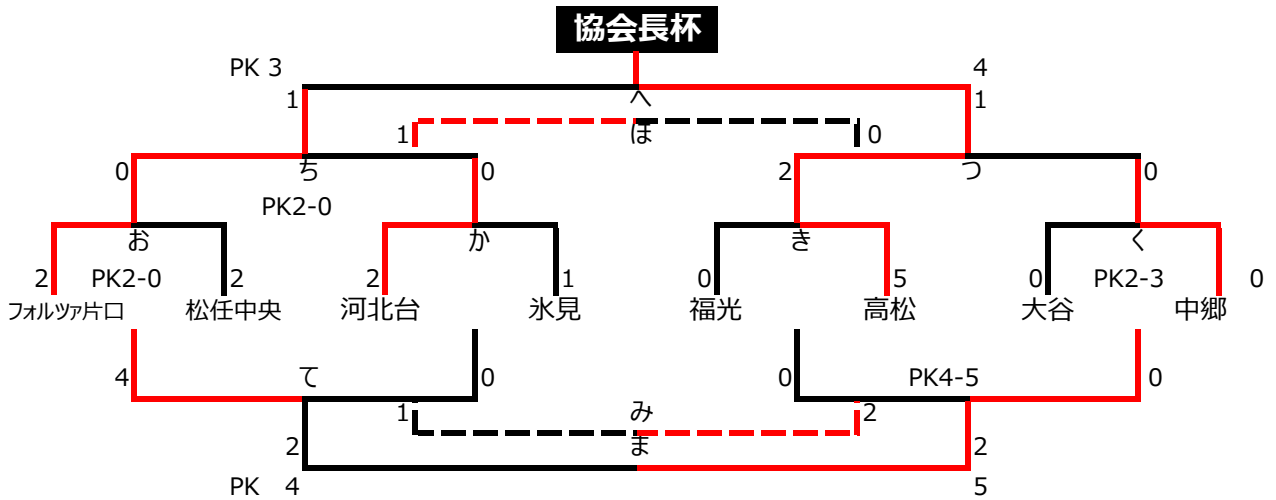 協会長杯
PK 3
4
1
へ
1
1
ほ
0
0
ち
0
2
つ
0
PK2-0
お
か
き
く
2
PK2-0
2
2
1
0
5
0
PK2-3
0
フォルツァ片口
松任中央
河北台
氷見
福光
高松
大谷
中郷
4
て
0
0
PK4-5
0
1
み
2
2
ま
2
PK 4
5